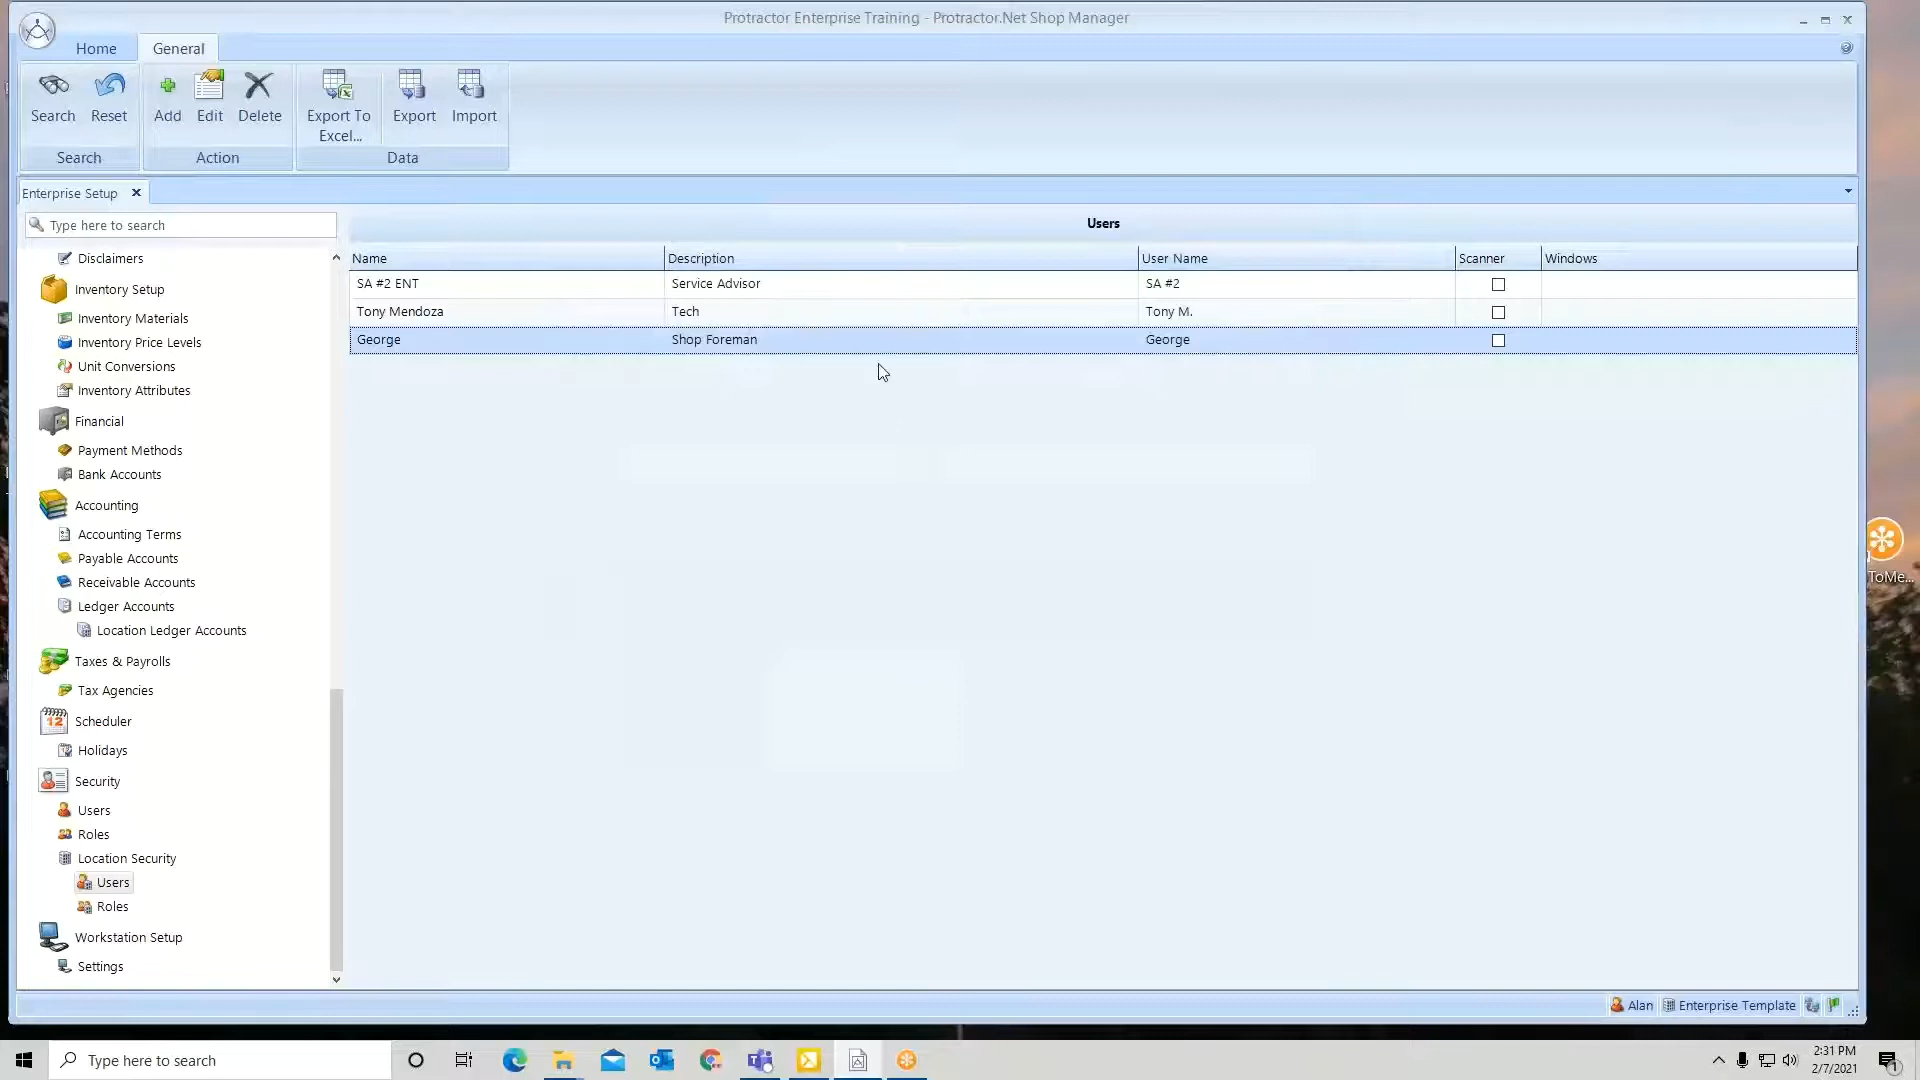 Protractor Enterprise Training - Protractor.Net Shop Manager
Home General
Search Reset Add Edit Delete Export To Excel... Export Import
Search Action Data
Enterprise Setup
Type here to search
Users
Name Description User Name Scanner Windows
SA #2 ENT Service Advisor SA #2
Tony Mendoza Tech Tony M.
George Shop Foreman George
Disclaimers
Inventory Setup
Inventory Materials
Inventory Price Levels
Unit Conversions
Inventory Attributes
Financial
Payment Methods
Bank Accounts
Accounting
Accounting Terms
Payable Accounts
Receivable Accounts
Ledger Accounts
Location Ledger Accounts
Taxes & Payrolls
Tax Agencies
Scheduler
12
Holidays
Security
Users
Roles
Location Security
Users
Roles
Workstation Setup
Settings
ToMe...
Alan Enterprise Template
Type here to search
2:31 PM
2/7/2021
1